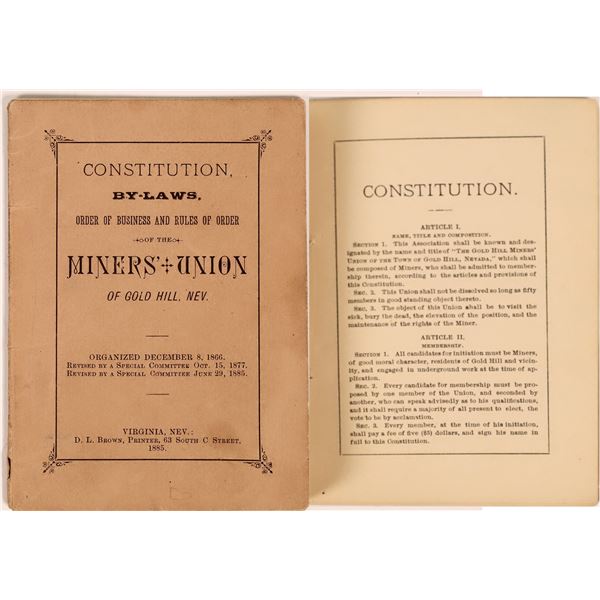 CONSTITUTION,
BY-LAWS,
ORDER OF BUSINESS AND RULES OF ORDER
OF THE
MINERS' UNION
OF GOLD HILL, NEV.
ORGANIZED DECEMBER 8, 1866.
REVISED BY A SPECIAL COMMITTEE OCT. 15, 1877.
REVISED BY A SPECIAL COMMITTEE JUNE 29, 1885.
VIRGINIA, NEV.:
D. L. BROWN, PRINTER, 63 SOUTH C STREET,
1885.
CONSTITUTION.
ARTICLE I.
NAME, TITLE AND COMPOSITION.
SECTION 1. This Association shall be known and des-
ignated by the name and title of "THE GOLD HILL MINERS'
UNION OF THE TOWN OF GOLD HILL, NEVADA," which shall
be composed of Miners, who shall be admitted to member-
ship therein, according to the articles and provisions of
this Constitution.
SEC. 2. This Union shall not be dissolved so long as fifty
members in good standing object thereto.
SEC. 3. The object of this Union shall be to visit the
sick, bury the dead, the elevation of the position, and the
maintenance of the rights of the Miner.
ARTICLE II.
MEMBERSHIP.
SECTION 1. All candidates for initiation must be Miners,
of good moral character, residents of Gold Hill and vicin-
ity, and engaged in underground work at the time of ap-
plication.
SEC. 2. Every candidate for membership must be pro-
posed by one member of the Union, and seconded by
another, who can speak advisedly as to his qualifications,
and it shall require a majority of all present to elect, the
vote to be by acclamation.
SEC. 3. Every member, at the time of his initiation,
shall pay a fee of five ($5) dollars, and sign his name in
full to this Constitution.